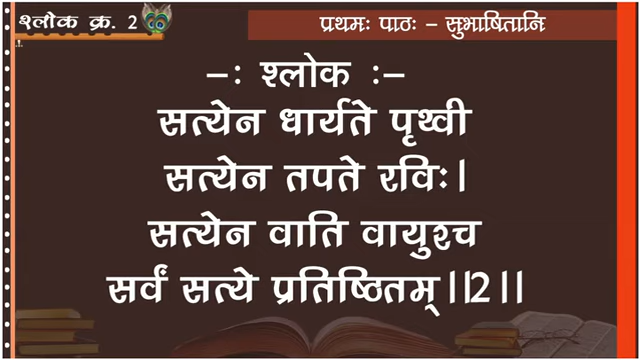 श्लोक क्र. 2
प्रथमः पाठः – सुभाषितानि
.!.
–: श्लोक :–
सत्येन धार्यते पृथ्वी
सत्येन तपते रविः।
सत्येन वाति वायुश्च
सर्वं सत्ये प्रतिष्ठितम्।।2।।